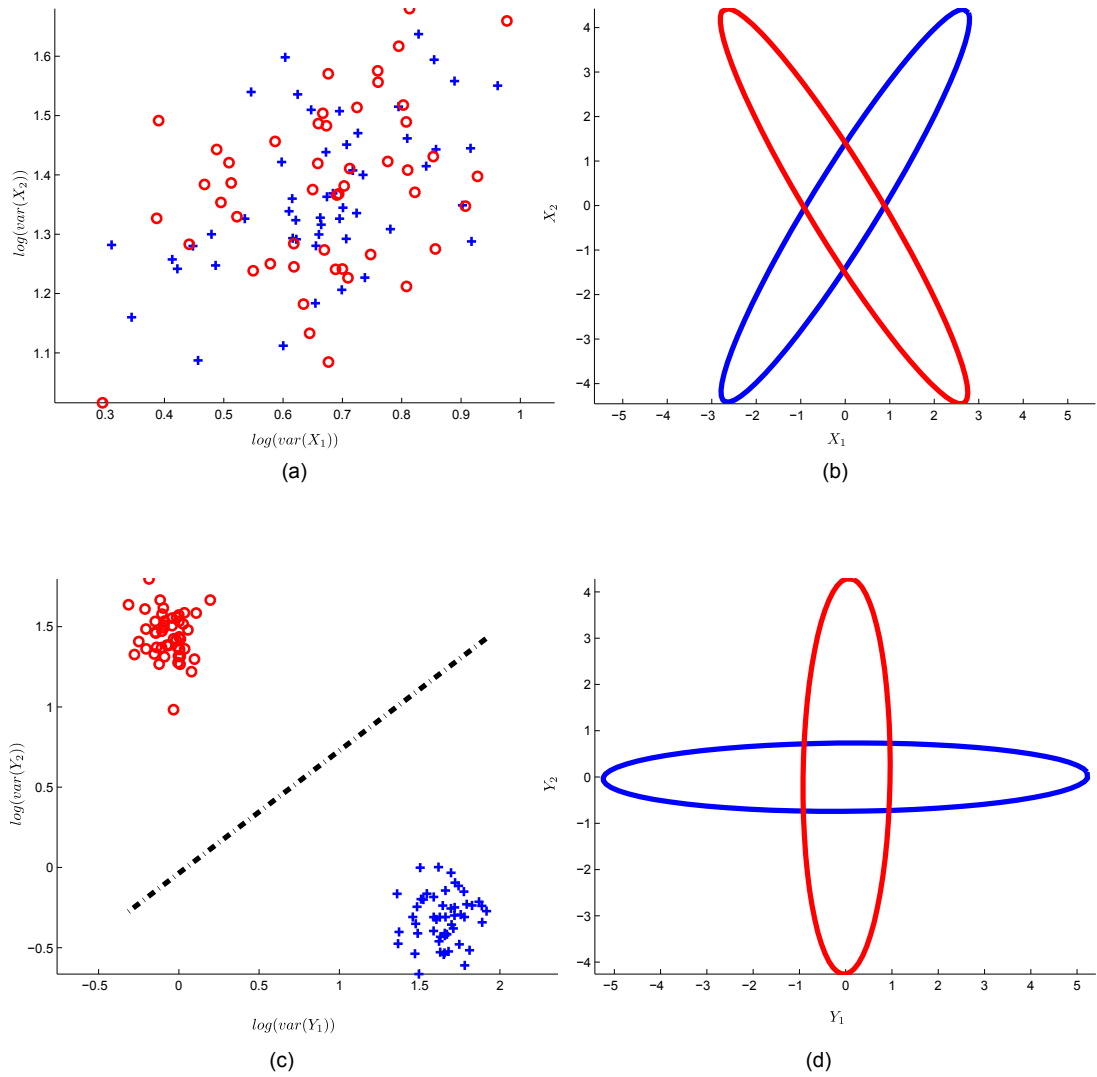 log(var(X₂))
1.6
1.5
1.4
1.3
1.2
1.1
0.3 0.4 0.5 0.6 0.7 0.8 0.9 1
log(var(X₁))
(a)
X₂
4
3
2
1
0
−1
−2
−3
−4
−5 −4 −3 −2 −1 0 1 2 3 4 5
X₁
(b)
log(var(Y₂))
1.5
1
0.5
0
−0.5
−0.5 0 0.5 1 1.5 2
log(var(Y₁))
(c)
Y₂
4
3
2
1
0
−1
−2
−3
−4
−5 −4 −3 −2 −1 0 1 2 3 4 5
Y₁
(d)